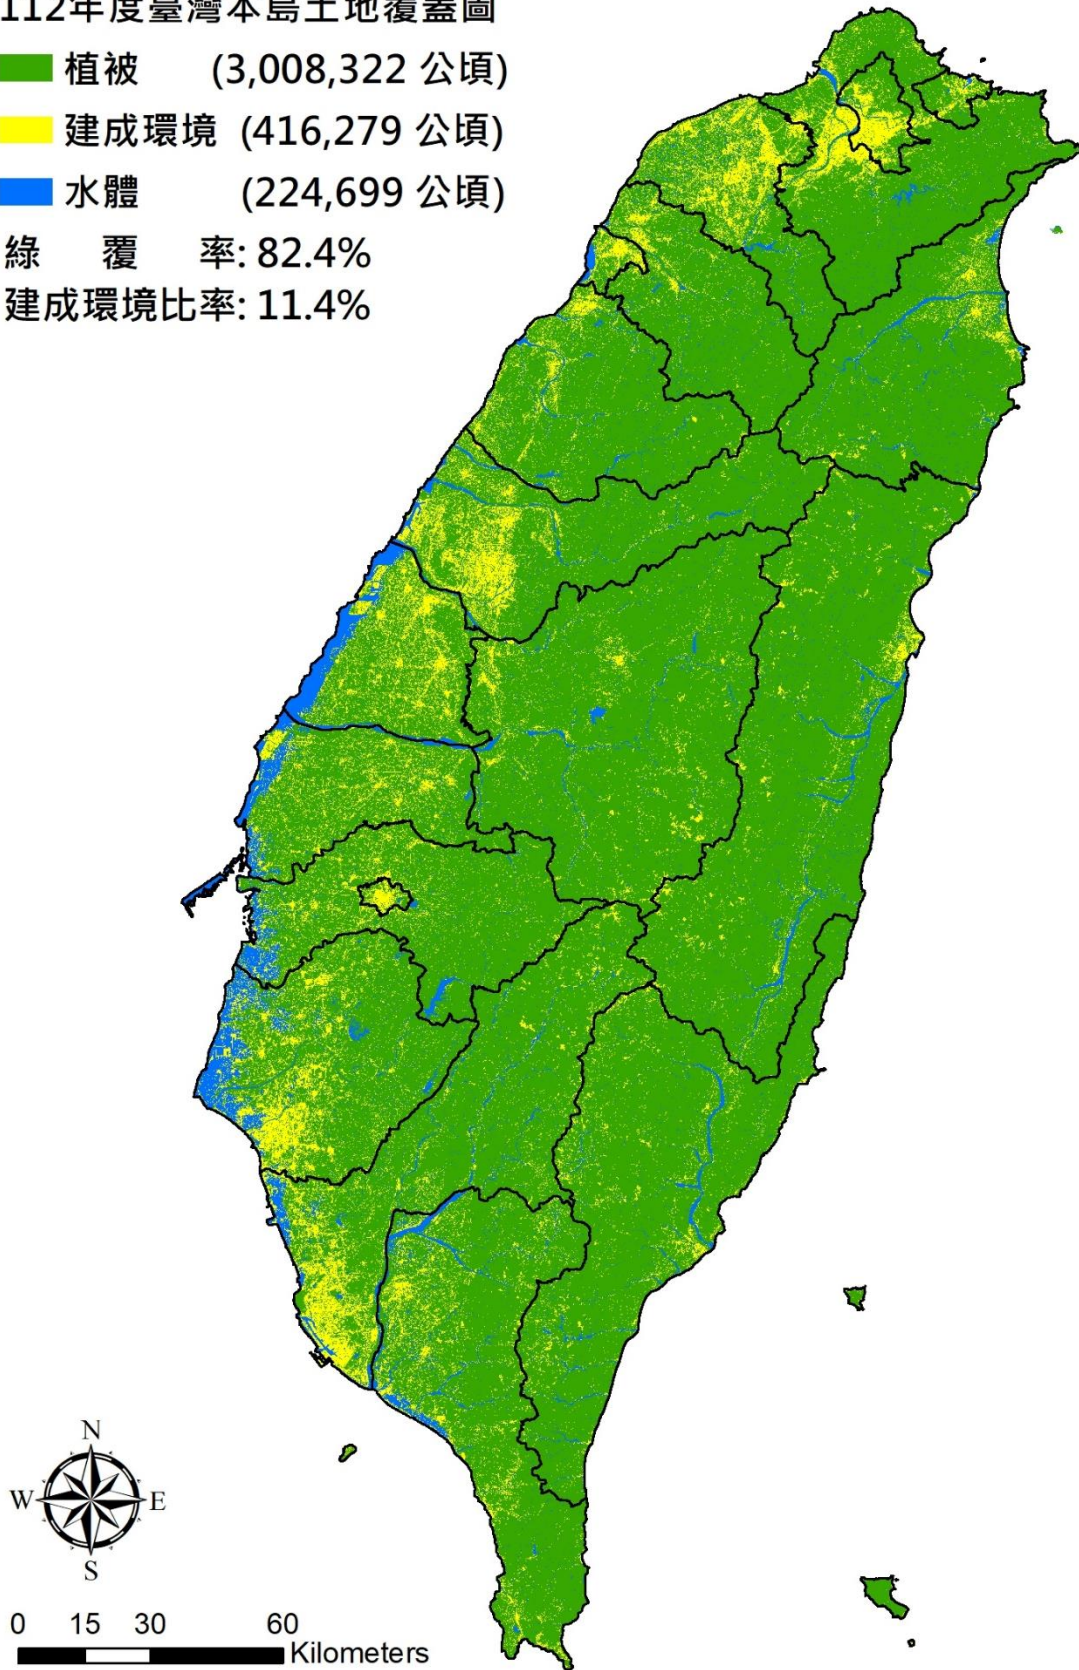 112年度臺灣本島土地覆蓋圖
植被 (3,008,322 公頃)
建成環境 (416,279 公頃)
水體 (224,699 公頃)
綠 覆 率: 82.4%
建成環境比率: 11.4%
N
W E
S
0 15 30 60
Kilometers